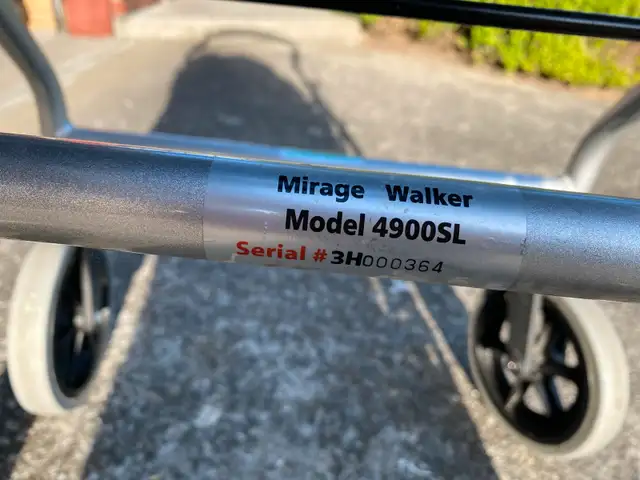 Mirage Walker
Model 4900SL
Serial # 3H000364